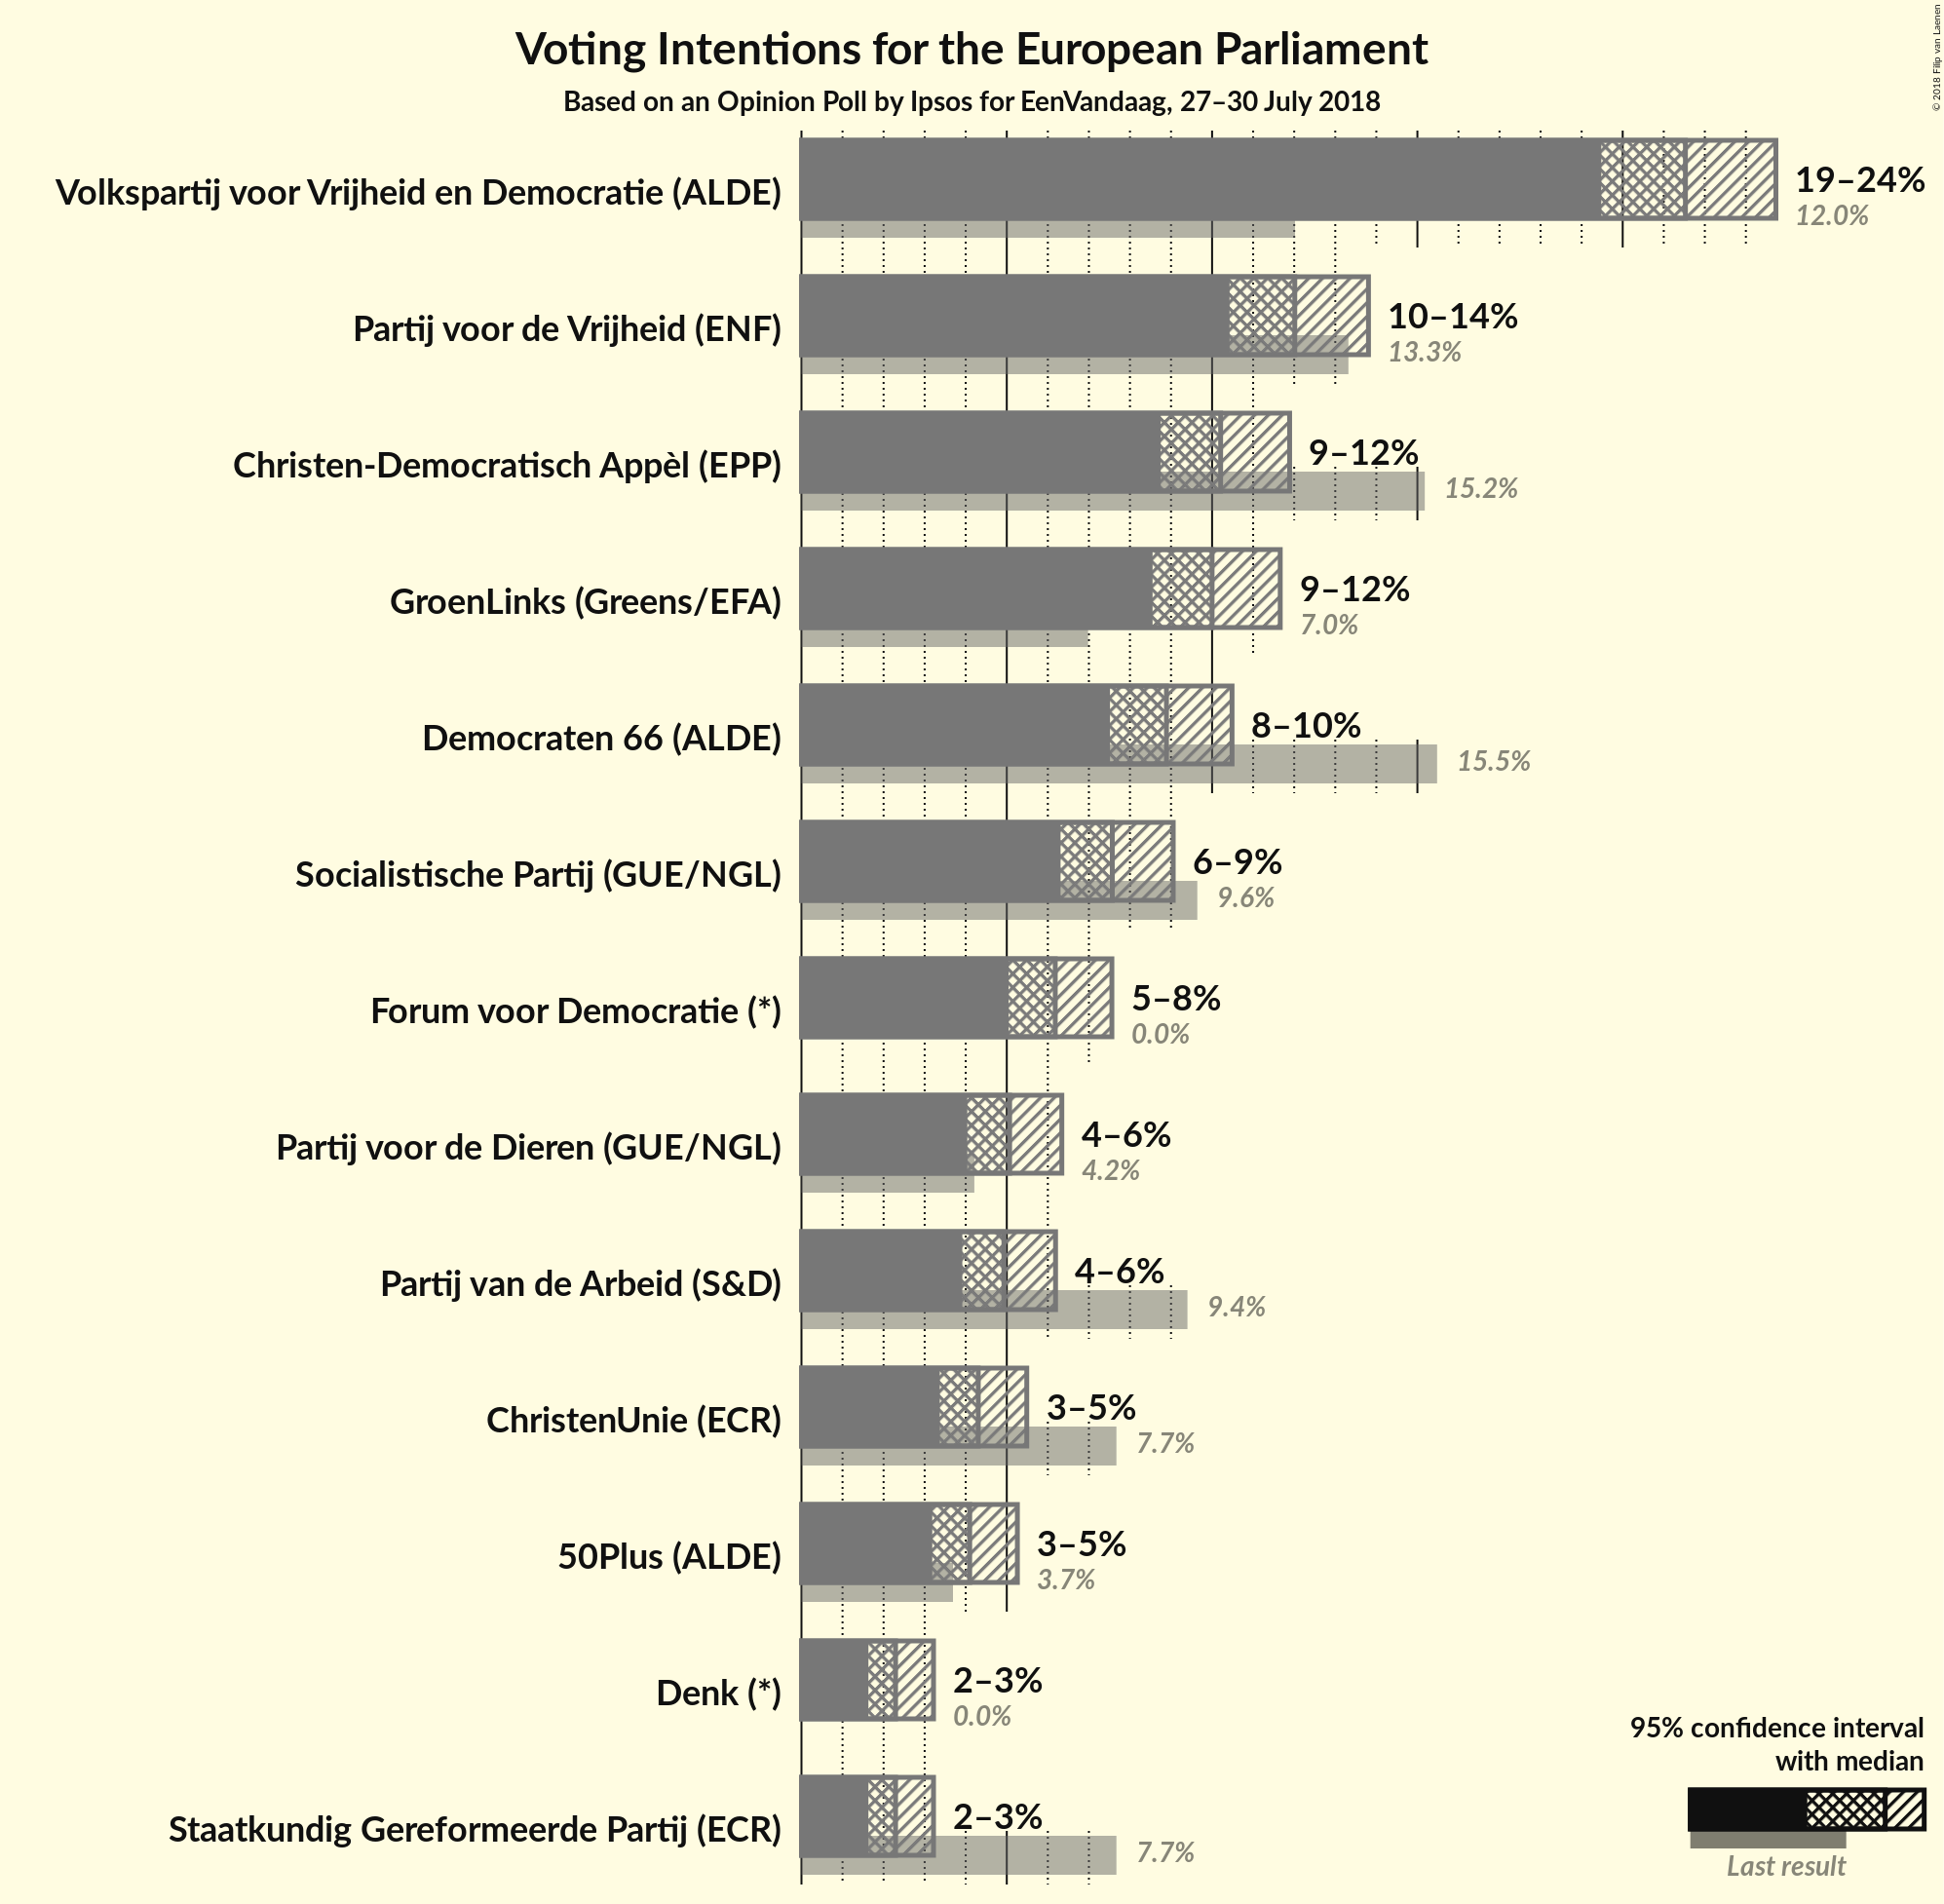 Voting Intentions for the European Parliament
Based on an Opinion Poll by Ipsos for EenVandaag, 27–30 July 2018
© 2018 Filip van Laenen
Volkspartij voor Vrijheid en Democratie (ALDE)
19–24%
12.0%
Partij voor de Vrijheid (ENF)
10–14%
13.3%
Christen-Democratisch Appèl (EPP)
9–12%
15.2%
GroenLinks (Greens/EFA)
9–12%
7.0%
Democraten 66 (ALDE)
8–10%
15.5%
Socialistische Partij (GUE/NGL)
6–9%
9.6%
Forum voor Democratie (*)
5–8%
0.0%
Partij voor de Dieren (GUE/NGL)
4–6%
4.2%
Partij van de Arbeid (S&D)
4–6%
9.4%
ChristenUnie (ECR)
3–5%
7.7%
50Plus (ALDE)
3–5%
3.7%
Denk (*)
2–3%
0.0%
Staatkundig Gereformeerde Partij (ECR)
2–3%
7.7%
95% confidence interval
with median
Last result